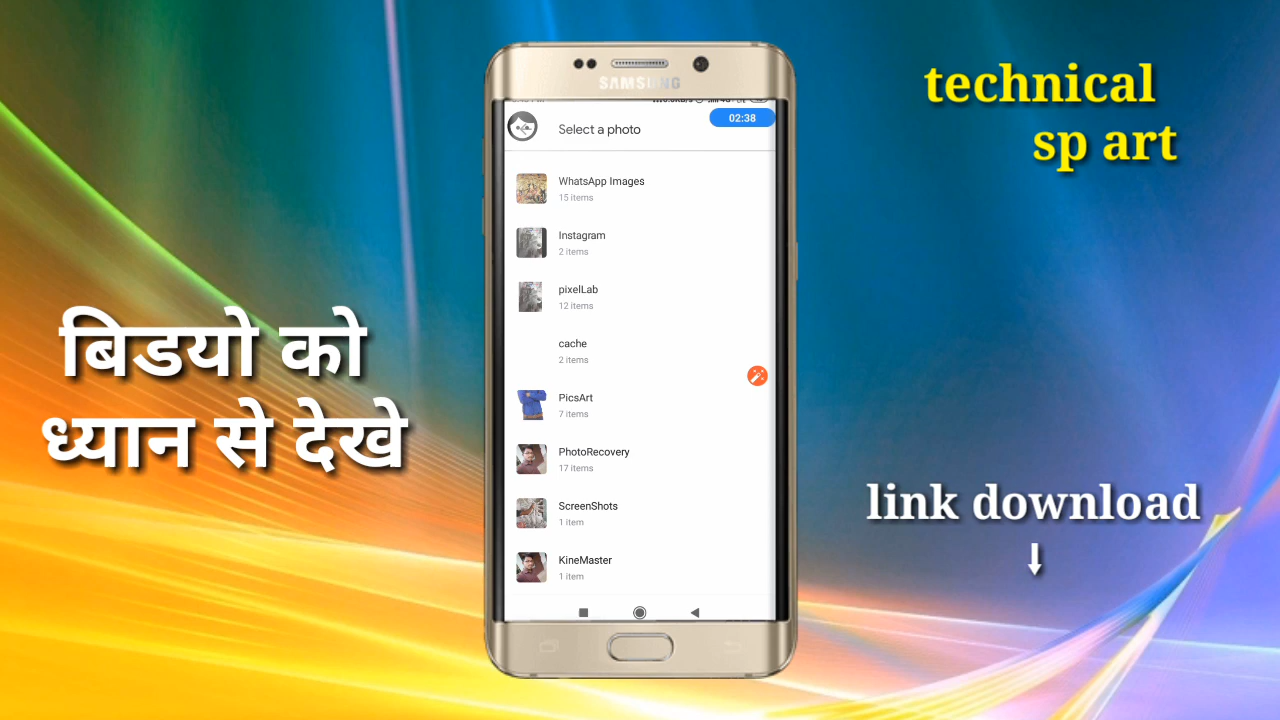 technical
sp art
SAMSUNG
02:38
Select a photo
WhatsApp Images
15 items
Instagram
2 items
pixelLab
12 items
cache
2 items
PicsArt
7 items
PhotoRecovery
17 items
ScreenShots
1 item
KineMaster
1 item
बिडयो को
ध्यान से देखे
link download